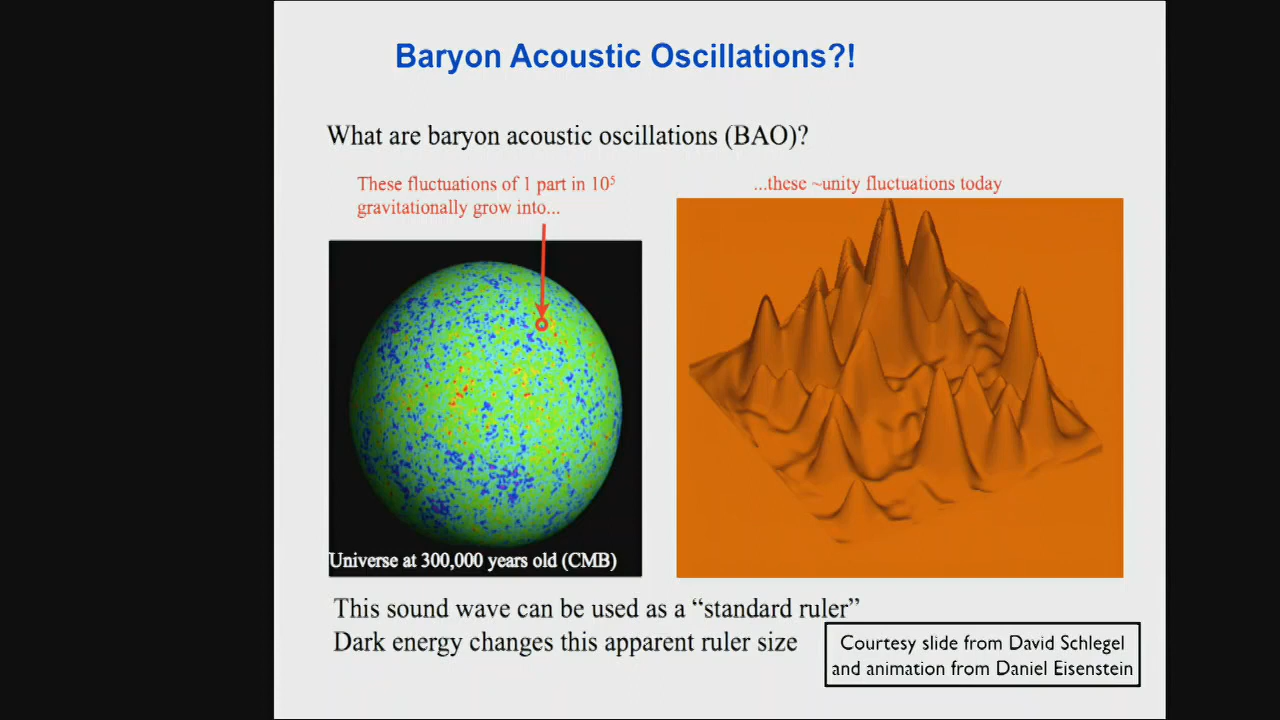 Baryon Acoustic Oscillations?!
What are baryon acoustic oscillations (BAO)?
These fluctuations of 1 part in 10⁵
gravitationally grow into...
...these ~unity fluctuations today
Universe at 300,000 years old (CMB)
This sound wave can be used as a “standard ruler”
Dark energy changes this apparent ruler size
Courtesy slide from David Schlegel
and animation from Daniel Eisenstein